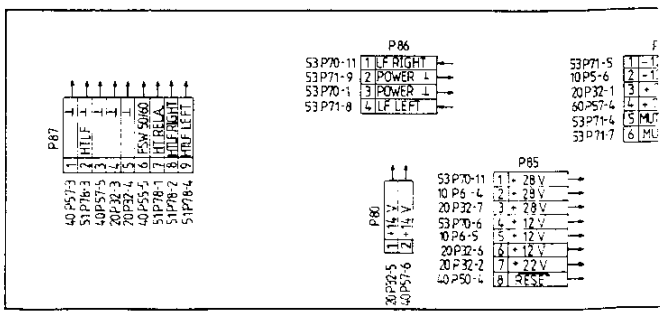 P86
53P70-11 1 LF RIGHT
53P71-9 2 POWER ⊥
53P70-1 3 POWER ⊥
53P71-8 4 LF LEFT
53P71-5 1
10P5-6 2
20P32-1 3 +
60P57-4 4 +
53P71-4 5 MUT
53P71-7 6 MU
P87
1 ⊥ 40P57-3
2 HTLF 51P78-3
3 ⊥ 40P57-5
4 ⊥ 20P32-3
5 ⊥ 20P32-4
6 PSW 50/60 40P55-5
7 HT RELA. 51P78-1
8 HTLF RIGHT 51P78-2
9 HTLF LEFT 51P78-4
P80
1 +14 V 20P32-5
2 +14 V 40P57-6
P85
53P70-11 1 + 28 V
10P6-4 2 + 28 V
20P32-7 3 + 28 V
53P70-6 4 + 12 V
10P6-5 5 + 12 V
20P32-6 6 + 12 V
20P32-2 7 + 22 V
40P50-4 8 RESET